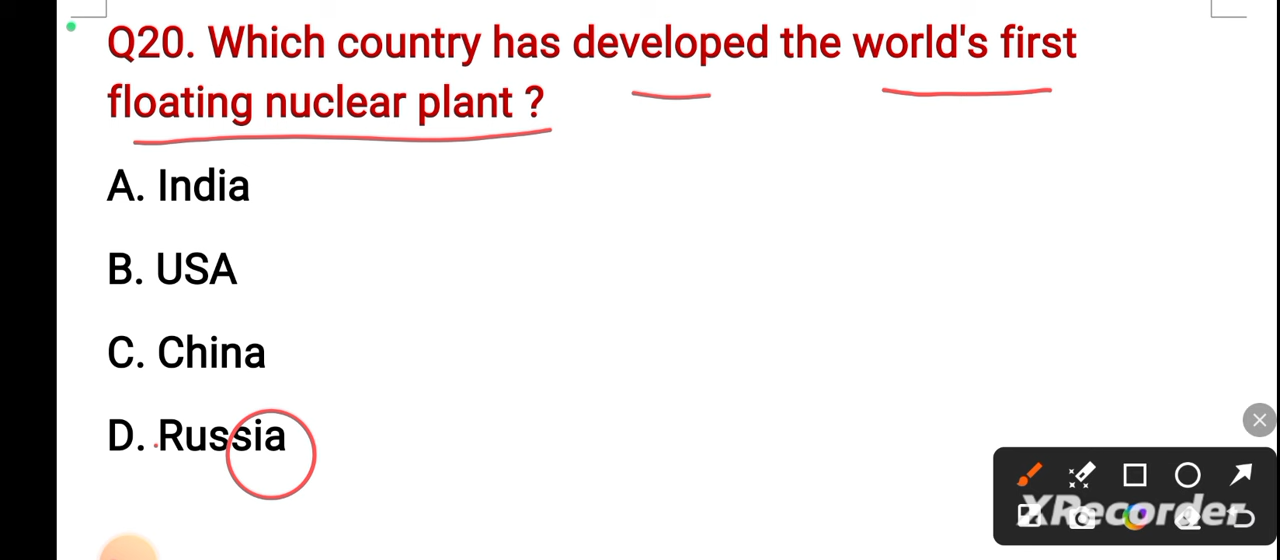 Q20. Which country has developed the world's first
floating nuclear plant ?
A. India
B. USA
C. China
D. Russia
XRecorder